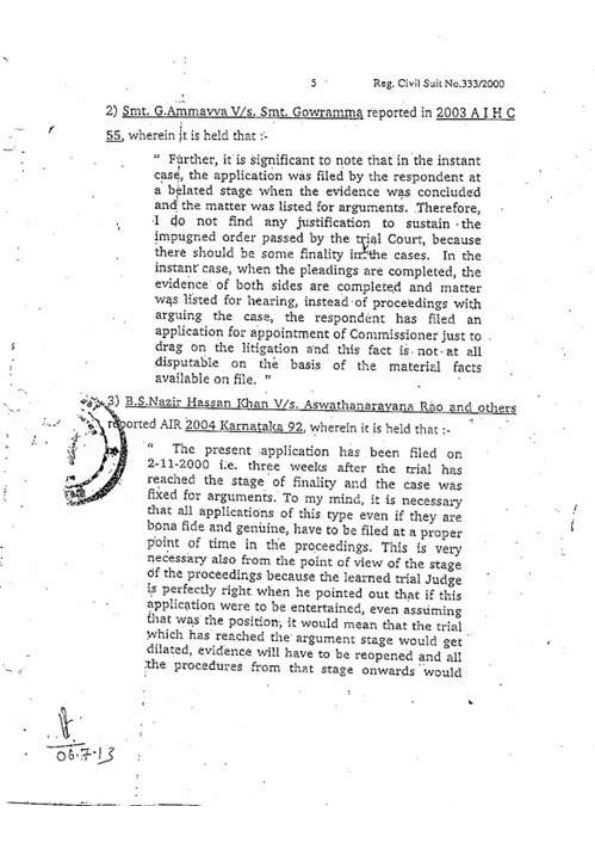 5 Reg. Civil Suit No.333/2000
2) Smt. G.Ammavva V/s. Smt. Gowramma reported in 2003 A I H C
55, wherein it is held that :-
“ Further, it is significant to note that in the instant
case, the application was filed by the respondent at
a belated stage when the evidence was concluded
and the matter was listed for arguments. Therefore,
I do not find any justification to sustain the
impugned order passed by the trial Court, because
there should be some finality in the cases. In the
instant case, when the pleadings are completed, the
evidence of both sides are completed and matter
was listed for hearing, instead of proceedings with
arguing the case, the respondent has filed an
application for appointment of Commissioner just to
drag on the litigation and this fact is not at all
disputable on the basis of the material facts
available on file. ”
3) B.S.Nazir Hassan Khan V/s. Aswathanarayana Rao and others
reported AIR 2004 Karnataka 92, wherein it is held that :-
“ The present application has been filed on
2-11-2000 i.e. three weeks after the trial has
reached the stage of finality and the case was
fixed for arguments. To my mind, it is necessary
that all applications of this type even if they are
bona fide and genuine, have to be filed at a proper
point of time in the proceedings. This is very
necessary also from the point of view of the stage
of the proceedings because the learned trial Judge
is perfectly right when he pointed out that if this
application were to be entertained, even assuming
that was the position, it would mean that the trial
which has reached the argument stage would get
dilated, evidence will have to be reopened and all
the procedures from that stage onwards would
06.7.13